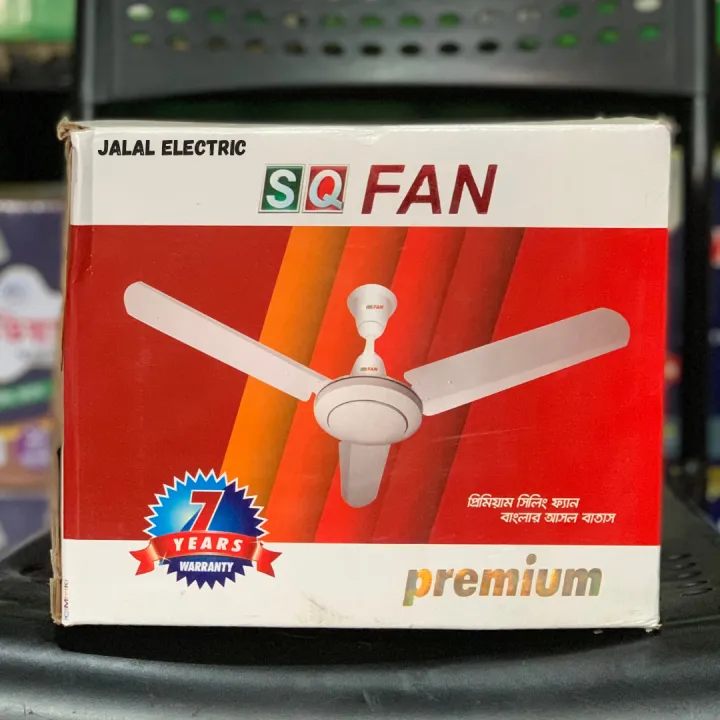 JALAL ELECTRIC
SQ FAN
SQ FAN
SQ FAN
প্রিমিয়াম সিলিং ফ্যান
বাংলার আসল বাতাস
7
YEARS
WARRANTY
premium